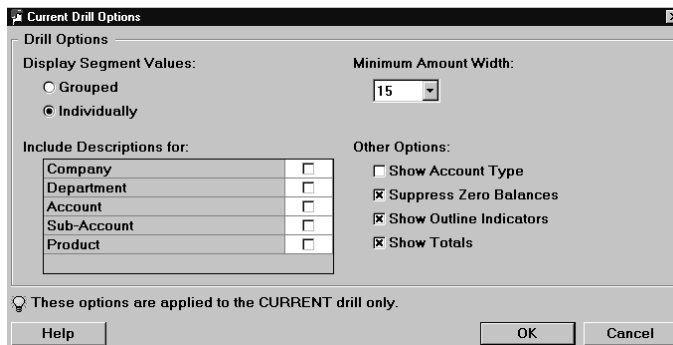 Current Drill Options
Drill Options
Display Segment Values:
Grouped
Individually
Minimum Amount Width:
15
Include Descriptions for:
Company
Department
Account
Sub-Account
Product
Other Options:
Show Account Type
Suppress Zero Balances
Show Outline Indicators
Show Totals
These options are applied to the CURRENT drill only.
Help
OK
Cancel